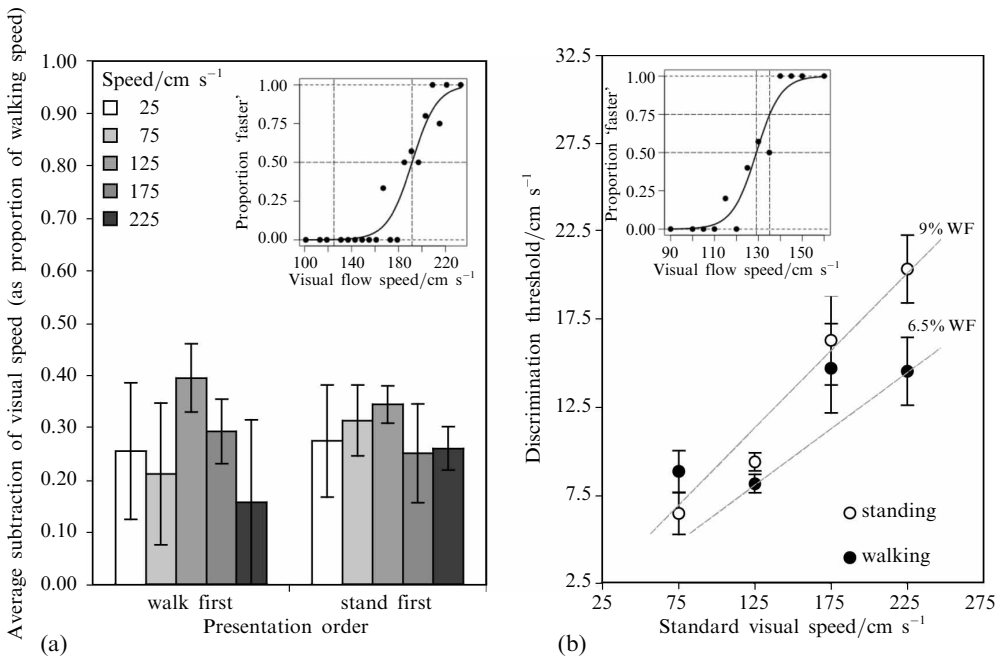 Average subtraction of visual speed (as proportion of walking speed)
1.00
0.90
0.80
0.70
0.60
0.50
0.40
0.30
0.20
0.10
0.00
Speed/cm s⁻¹
25
75
125
175
225
Proportion ‘faster’
1.00
0.75
0.50
0.25
0.00
100 120 140 160 180 200 220
Visual flow speed/cm s⁻¹
walk first stand first
Presentation order
(a)
Discrimination threshold/cm s⁻¹
32.5
27.5
22.5
17.5
12.5
7.5
2.5
Proportion ‘faster’
1.00
0.75
0.50
0.25
0.00
90 110 130 150
Visual flow speed/cm s⁻¹
9% WF
6.5% WF
standing
walking
25 75 125 175 225 275
Standard visual speed/cm s⁻¹
(b)